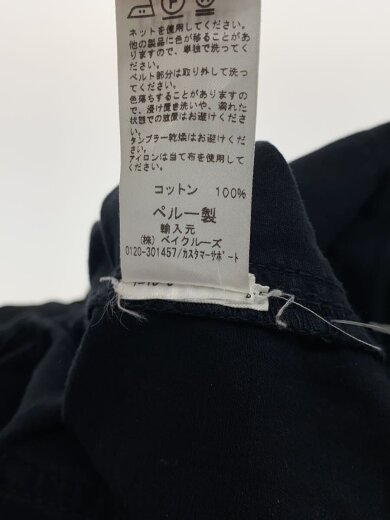 ネットを使用してください。
他の製品に色が移ることがあ
りますので、単独で洗ってく
ださい。
ベルト部分は取り外して洗っ
てください。
色落ちすることがあります
ので、浸け置き洗いや、濡れた
状態での放置はお避けくださ
い。
タンブラー乾燥はお避けくだ
さい。
アイロンは当て布を使用して
ください。
コットン 100%
ペルー製
輸入元
(株) ベイクルーズ
0120-301457/カスタマーサポート